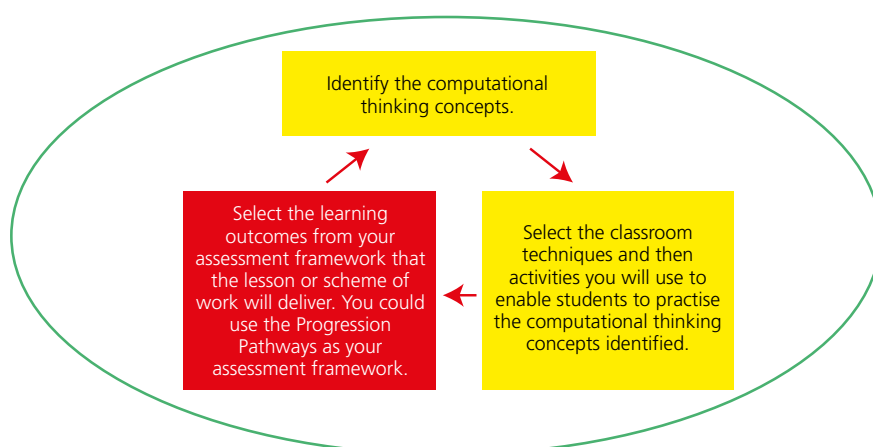 Identify the computational
thinking concepts.
Select the learning
outcomes from your
assessment framework that
the lesson or scheme of
work will deliver. You could
use the Progression
Pathways as your
assessment framework.
Select the classroom
techniques and then
activities you will use to
enable students to practise
the computational thinking
concepts identified.